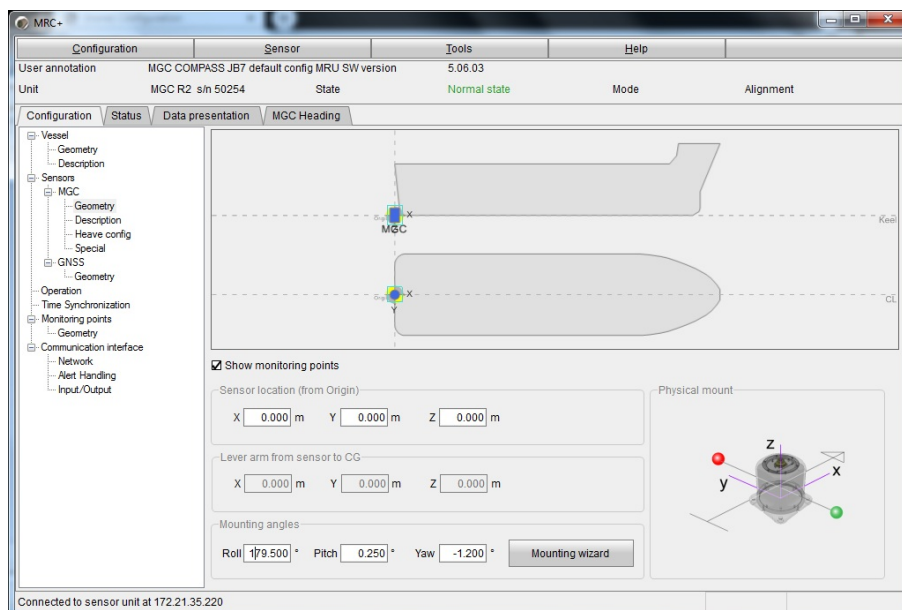 MRC+
Configuration Sensor Tools Help
User annotation MGC COMPASS JB7 default config MRU SW version 5.06.03
Unit MGC R2 s/n 50254 State Normal state Mode Alignment
Configuration Status Data presentation MGC Heading
Vessel
Geometry
Description
Sensors
MGC
Geometry
Description
Heave config
Special
GNSS
Geometry
Operation
Time Synchronization
Monitoring points
Geometry
Communication interface
Network
Alert Handling
Input/Output
X
Keel
MGC
X
CL
Y
Show monitoring points
Sensor location (from Origin)
X 0.000 m Y 0.000 m Z 0.000 m
Lever arm from sensor to CG
X 0.000 m Y 0.000 m Z 0.000 m
Mounting angles
Roll 179.500 ° Pitch 0.250 ° Yaw -1.200 ° Mounting wizard
Physical mount
z
x
y
Connected to sensor unit at 172.21.35.220